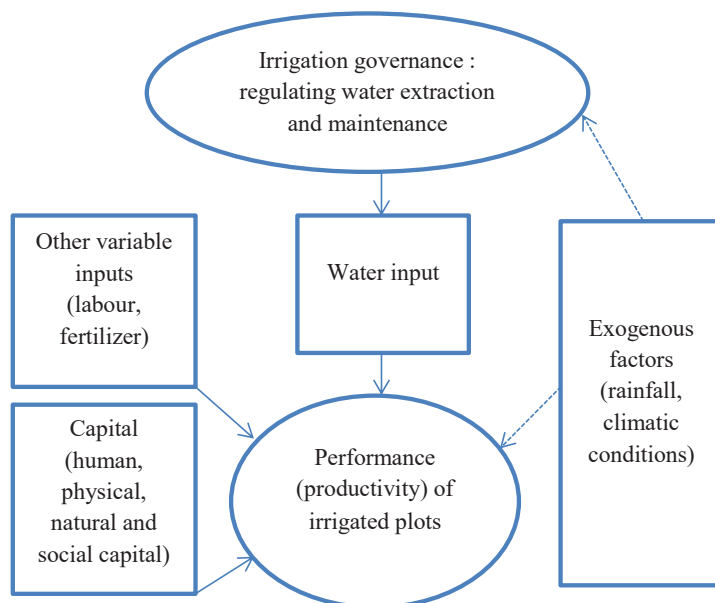 Irrigation governance :
regulating water extraction
and maintenance
Other variable
inputs
(labour,
fertilizer)
Water input
Exogenous
factors
(rainfall,
climatic
conditions)
Capital
(human,
physical,
natural and
social capital)
Performance
(productivity) of
irrigated plots